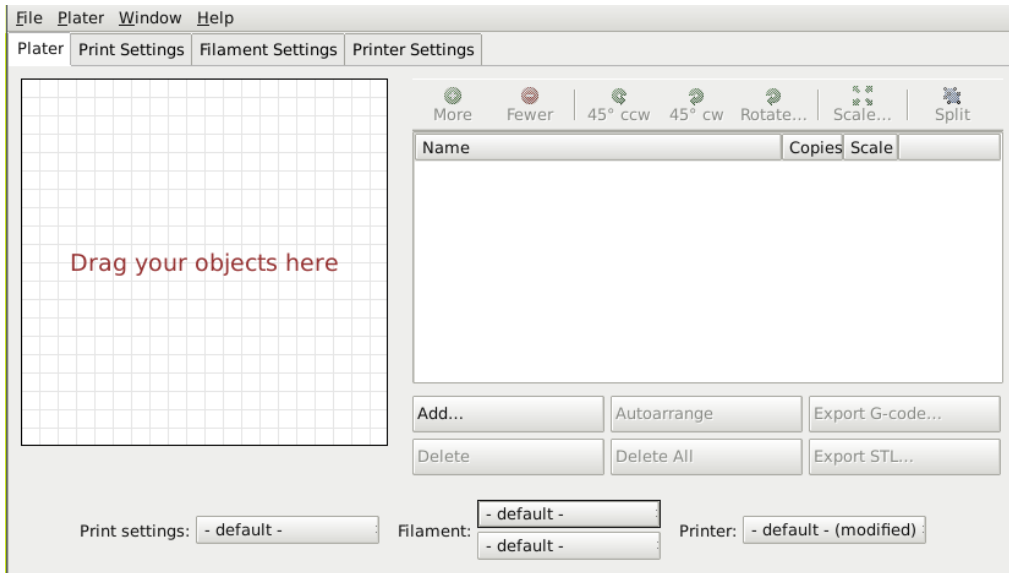 File Plater Window Help
Plater Print Settings Filament Settings Printer Settings
More Fewer 45° ccw 45° cw Rotate... Scale... Split
Name Copies Scale
Drag your objects here
Add... Autoarrange Export G-code...
Delete Delete All Export STL...
Print settings: - default - Filament: - default - Printer: - default - (modified)
- default -